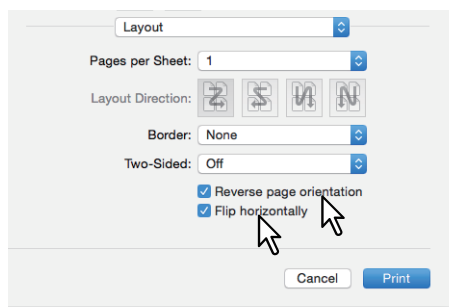 Layout
Pages per Sheet: 1
Layout Direction:
Border: None
Two-Sided: Off
Reverse page orientation
Flip horizontally
Cancel Print